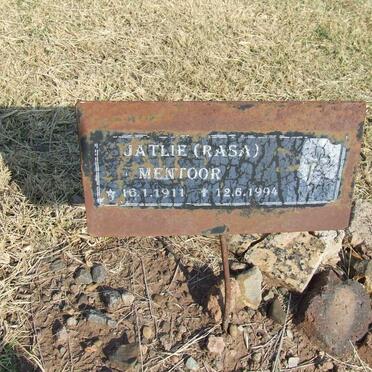 JATLIE (RASA)
MENTOOR
☆ 16.1.1911 ✝ 12.6.1994